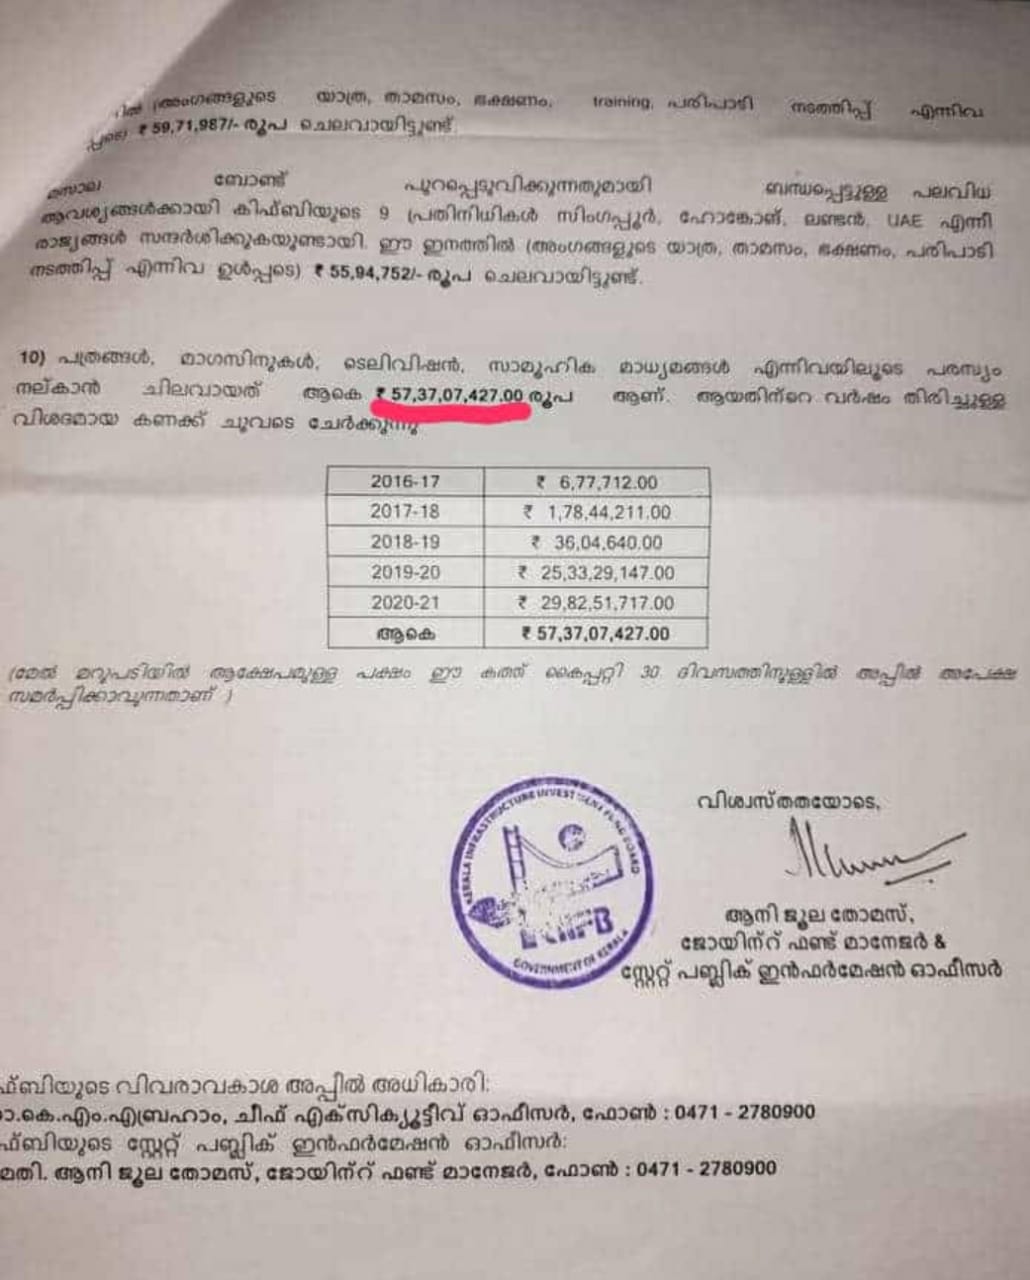 (അംഗങ്ങളുടെ യാത്ര, താമസം, ഭക്ഷണം, training, പരിപാടി നടത്തിപ്പ് എന്നിവ
₹ 59,71,987/- രൂപ ചെലവായിട്ടുണ്ട്.
മസാല ബോണ്ട് പുറപ്പെടുവിക്കുന്നതുമായി ബന്ധപ്പെട്ടുള്ള പലവിധ
ആവശ്യങ്ങൾക്കായി കിഫ്ബിയുടെ 9 പ്രതിനിധികൾ സിംഗപ്പൂർ, ഹോങ്കോങ്, ലണ്ടൻ, UAE എന്നീ
രാജ്യങ്ങൾ സന്ദർശിക്കുകയുണ്ടായി. ഈ ഇനത്തിൽ (അംഗങ്ങളുടെ യാത്ര, താമസം, ഭക്ഷണം, പരിപാടി
നടത്തിപ്പ് എന്നിവ ഉൾപ്പടെ) ₹ 55,94,752/- രൂപ ചെലവായിട്ടുണ്ട്.
10) പത്രങ്ങൾ, മാഗസിനുകൾ, ടെലിവിഷൻ, സാമൂഹിക മാധ്യമങ്ങൾ എന്നിവയിലൂടെ പരസ്യം
നല്കാൻ ചിലവായത് ആകെ ₹ 57,37,07,427.00 രൂപ ആണ്. ആയതിന്റെ വർഷം തിരിച്ചുള്ള
വിശദമായ കണക്ക് ചുവടെ ചേർക്കുന്നു
2016-17 ₹ 6,77,712.00
2017-18 ₹ 1,78,44,211.00
2018-19 ₹ 36,04,640.00
2019-20 ₹ 25,33,29,147.00
2020-21 ₹ 29,82,51,717.00
ആകെ ₹ 57,37,07,427.00
(മേൽ മറുപടിയിൽ ആക്ഷേപമുള്ള പക്ഷം ഈ കത്ത് കൈപ്പറ്റി 30 ദിവസത്തിനുള്ളിൽ അപ്പീൽ അപേക്ഷ
സമർപ്പിക്കാവുന്നതാണ് )
വിശ്വസ്തതയോടെ,
KERALA INFRASTRUCTURE INVESTMENT FUND BOARD
KIIFB
GOVERNMENT OF KERALA
ആനി ജൂല തോമസ്,
ജോയിന്റ് ഫണ്ട് മാനേജർ &
സ്റ്റേറ്റ് പബ്ലിക് ഇൻഫർമേഷൻ ഓഫീസർ
ഫ്ബിയുടെ വിവരാവകാശ അപ്പീൽ അധികാരി:
കെ.എം.എബ്രഹാം, ചീഫ് എക്സിക്യൂട്ടീവ് ഓഫീസർ, ഫോൺ : 0471 - 2780900
ഫ്ബിയുടെ സ്റ്റേറ്റ് പബ്ലിക് ഇൻഫർമേഷൻ ഓഫീസർ:
മതി. ആനി ജൂല തോമസ്, ജോയിന്റ് ഫണ്ട് മാനേജർ, ഫോൺ : 0471 - 2780900